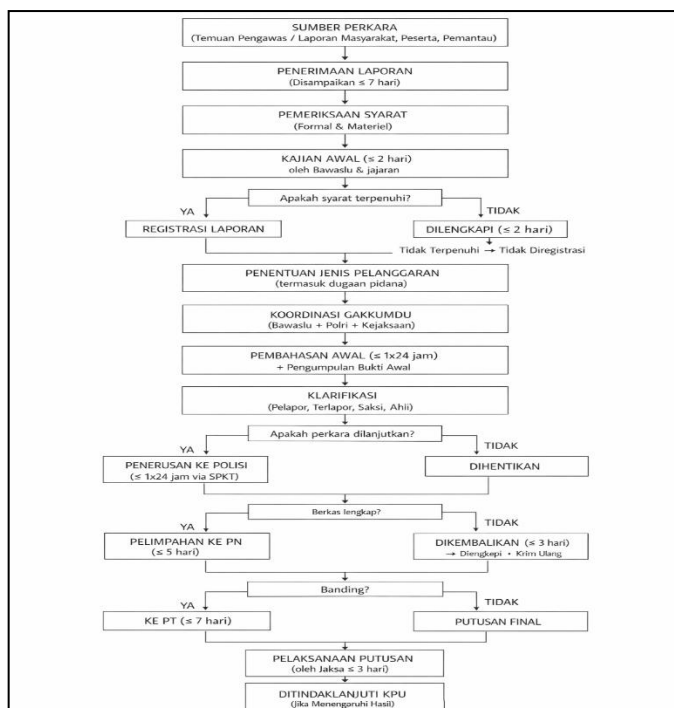 SUMBER PERKARA
(Temuan Pengawas / Laporan Masyarakat, Peserta, Pemantau)
PENERIMAAN LAPORAN
(Disampaikan ≤ 7 hari)
PEMERIKSAAN SYARAT
(Formal & Materiel)
KAJIAN AWAL (≤ 2 hari)
oleh Bawaslu & jajaran
Apakah syarat terpenuhi?
YA
TIDAK
REGISTRASI LAPORAN
DILENGKAPI (≤ 2 hari)
Tidak Terpenuhi → Tidak Diregistrasi
PENENTUAN JENIS PELANGGARAN
(termasuk dugaan pidana)
KOORDINASI GAKKUMDU
(Bawaslu + Polri + Kejaksaan)
PEMBAHASAN AWAL (≤ 1x24 jam)
+ Pengumpulan Bukti Awal
KLARIFIKASI
(Pelapor, Terlapor, Saksi, Ahli)
Apakah perkara dilanjutkan?
YA
TIDAK
PENERUSAN KE POLISI
(≤ 1x24 jam via SPKT)
DIHENTIKAN
Berkas lengkap?
YA
TIDAK
PELIMPAHAN KE PN
(≤ 5 hari)
DIKEMBALIKAN (≤ 3 hari)
→ Diengkepi • Krim Ulang
Banding?
YA
TIDAK
KE PT (≤ 7 hari)
PUTUSAN FINAL
PELAKSANAAN PUTUSAN
(oleh Jaksa ≤ 3 hari)
DITINDAKLANJUTI KPU
(Jika Menengaruhi Hasil)